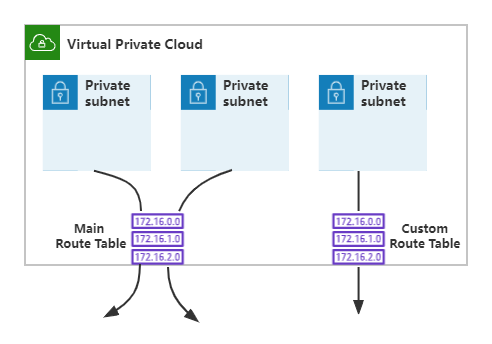 Virtual Private Cloud
Private
subnet
Private
subnet
Private
subnet
Main
Route Table
172.16.0.0
172.16.1.0
172.16.2.0
172.16.0.0
172.16.1.0
172.16.2.0
Custom
Route Table